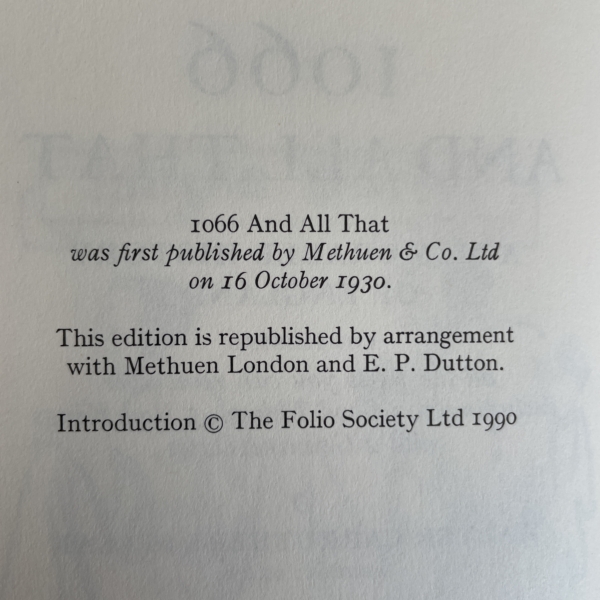 1066 And All That
was first published by Methuen & Co. Ltd
on 16 October 1930.
This edition is republished by arrangement
with Methuen London and E. P. Dutton.
Introduction © The Folio Society Ltd 1990